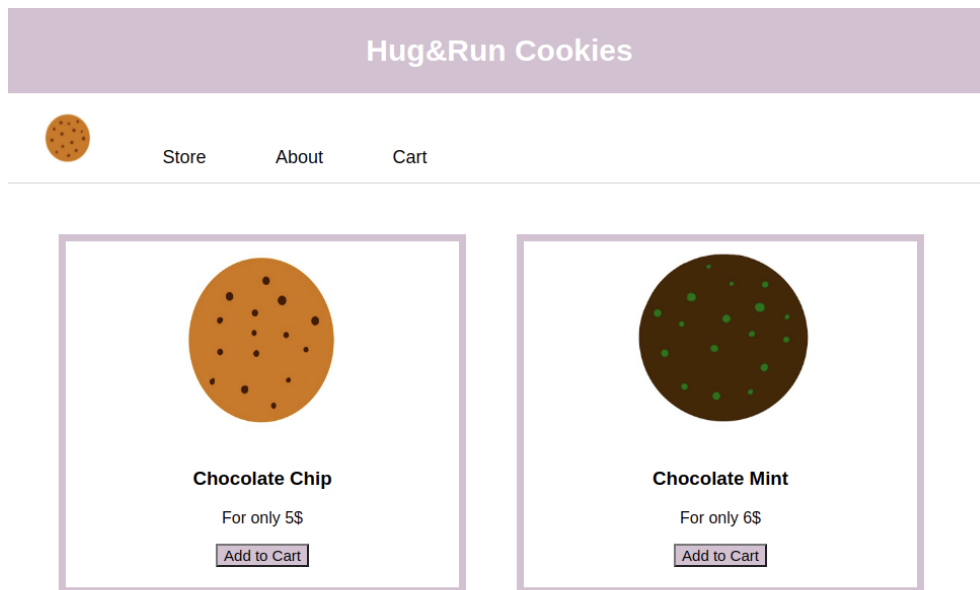 Hug&Run Cookies
Store About Cart
Chocolate Chip
For only 5$
Add to Cart
Chocolate Mint
For only 6$
Add to Cart